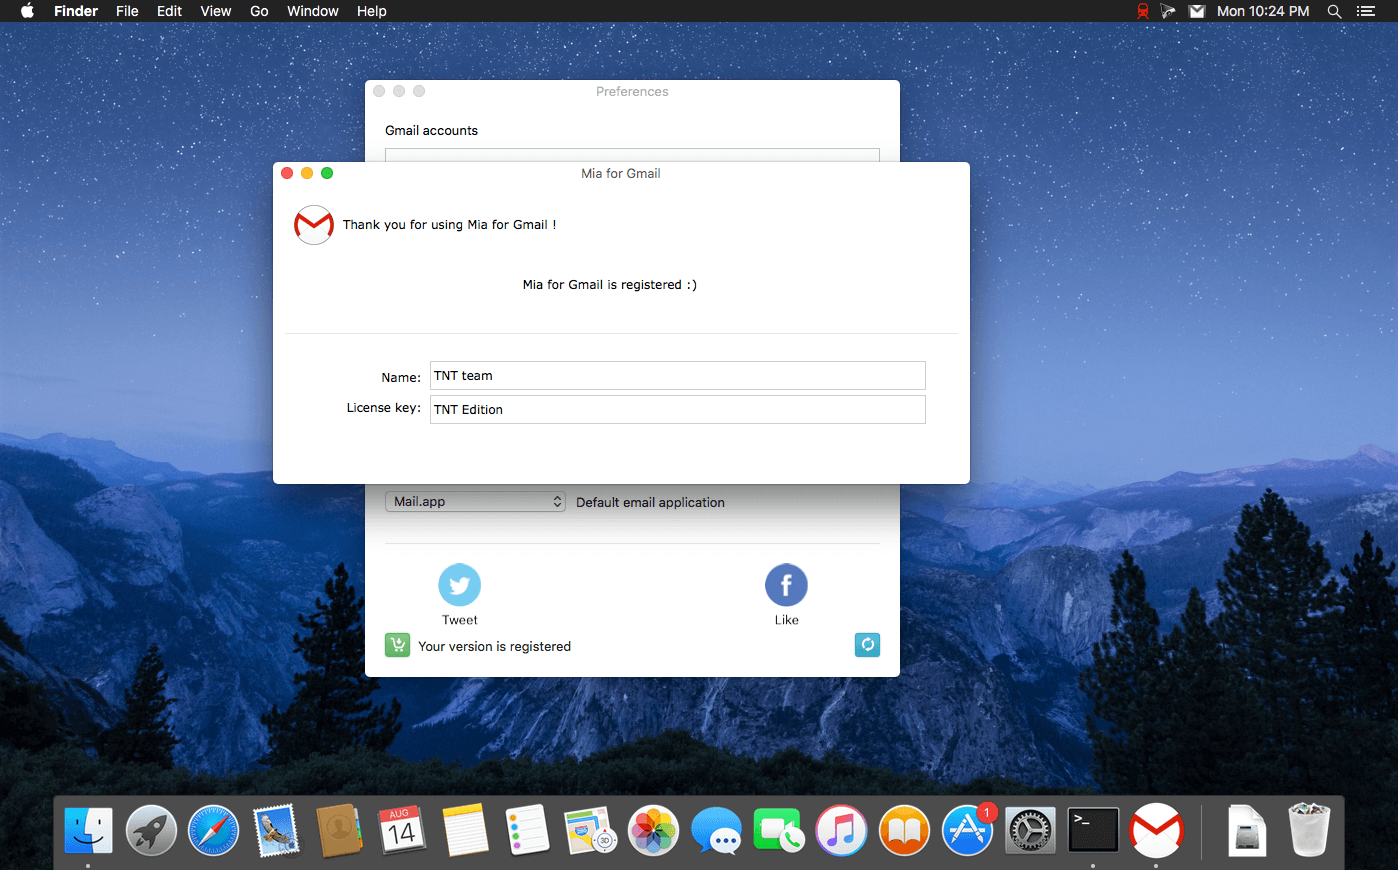 Finder File Edit View Go Window Help Mon 10:24 PM
Preferences
Gmail accounts
Mia for Gmail
Thank you for using Mia for Gmail !
Mia for Gmail is registered :)
Name: TNT team
License key: TNT Edition
Mail.app Default email application
Tweet Like
Your version is registered
AUG
14
3D
1
>_